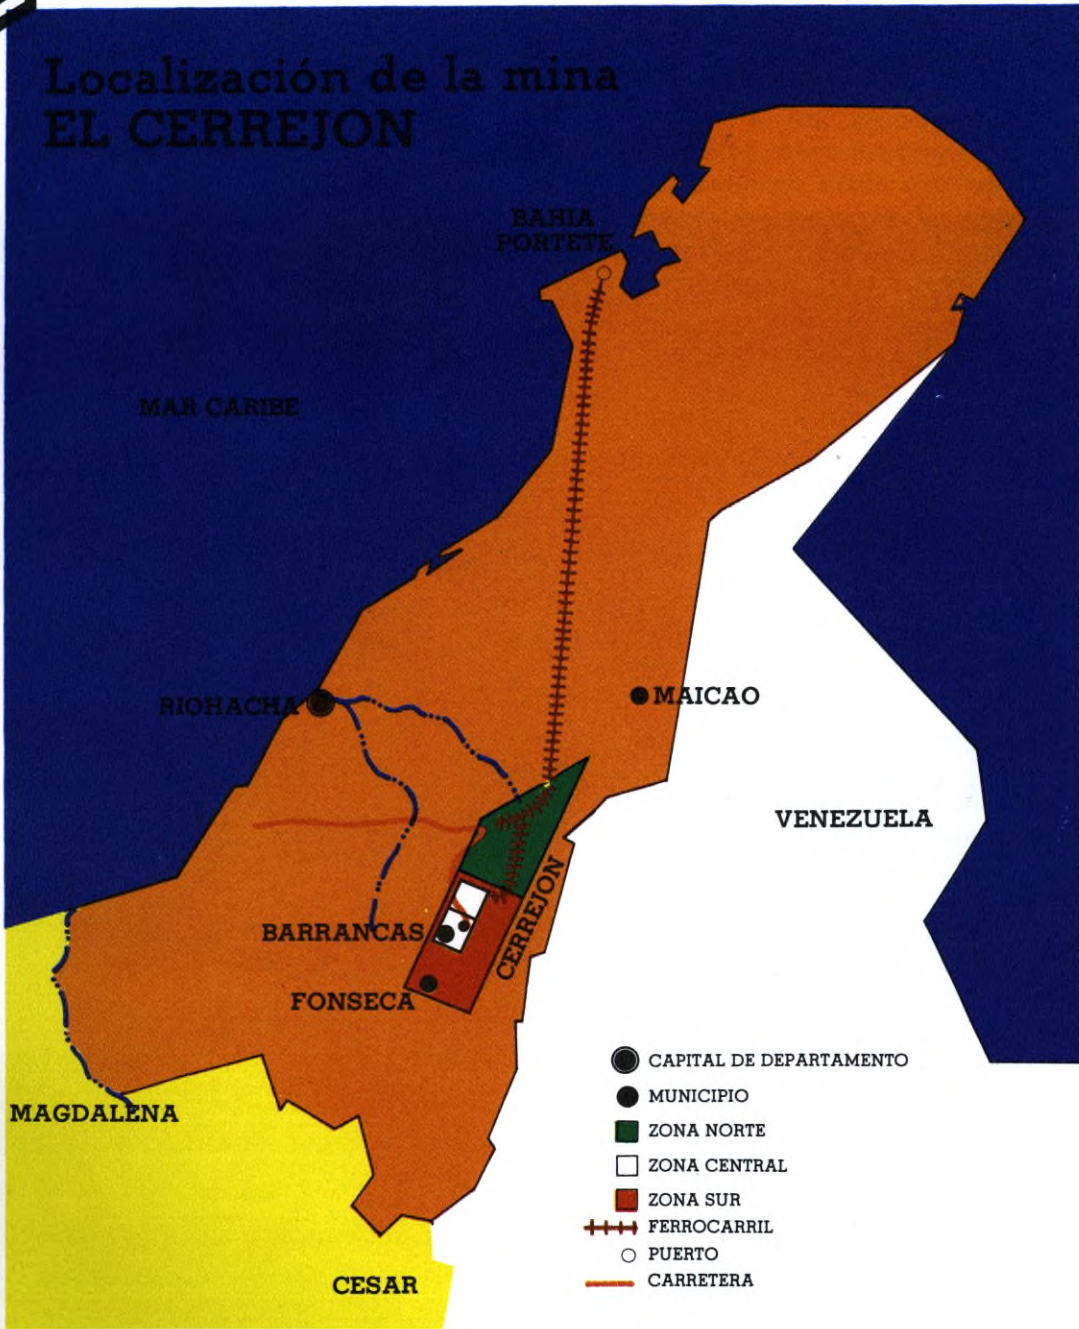 Localización de la mina
EL CERREJON
BAHIA
PORTETE
MAR CARIBE
RIOHACHA
MAICAO
VENEZUELA
CERREJON
BARRANCAS
FONSECA
MAGDALENA
CESAR
CAPITAL DE DEPARTAMENTO
MUNICIPIO
ZONA NORTE
ZONA CENTRAL
ZONA SUR
FERROCARRIL
PUERTO
CARRETERA